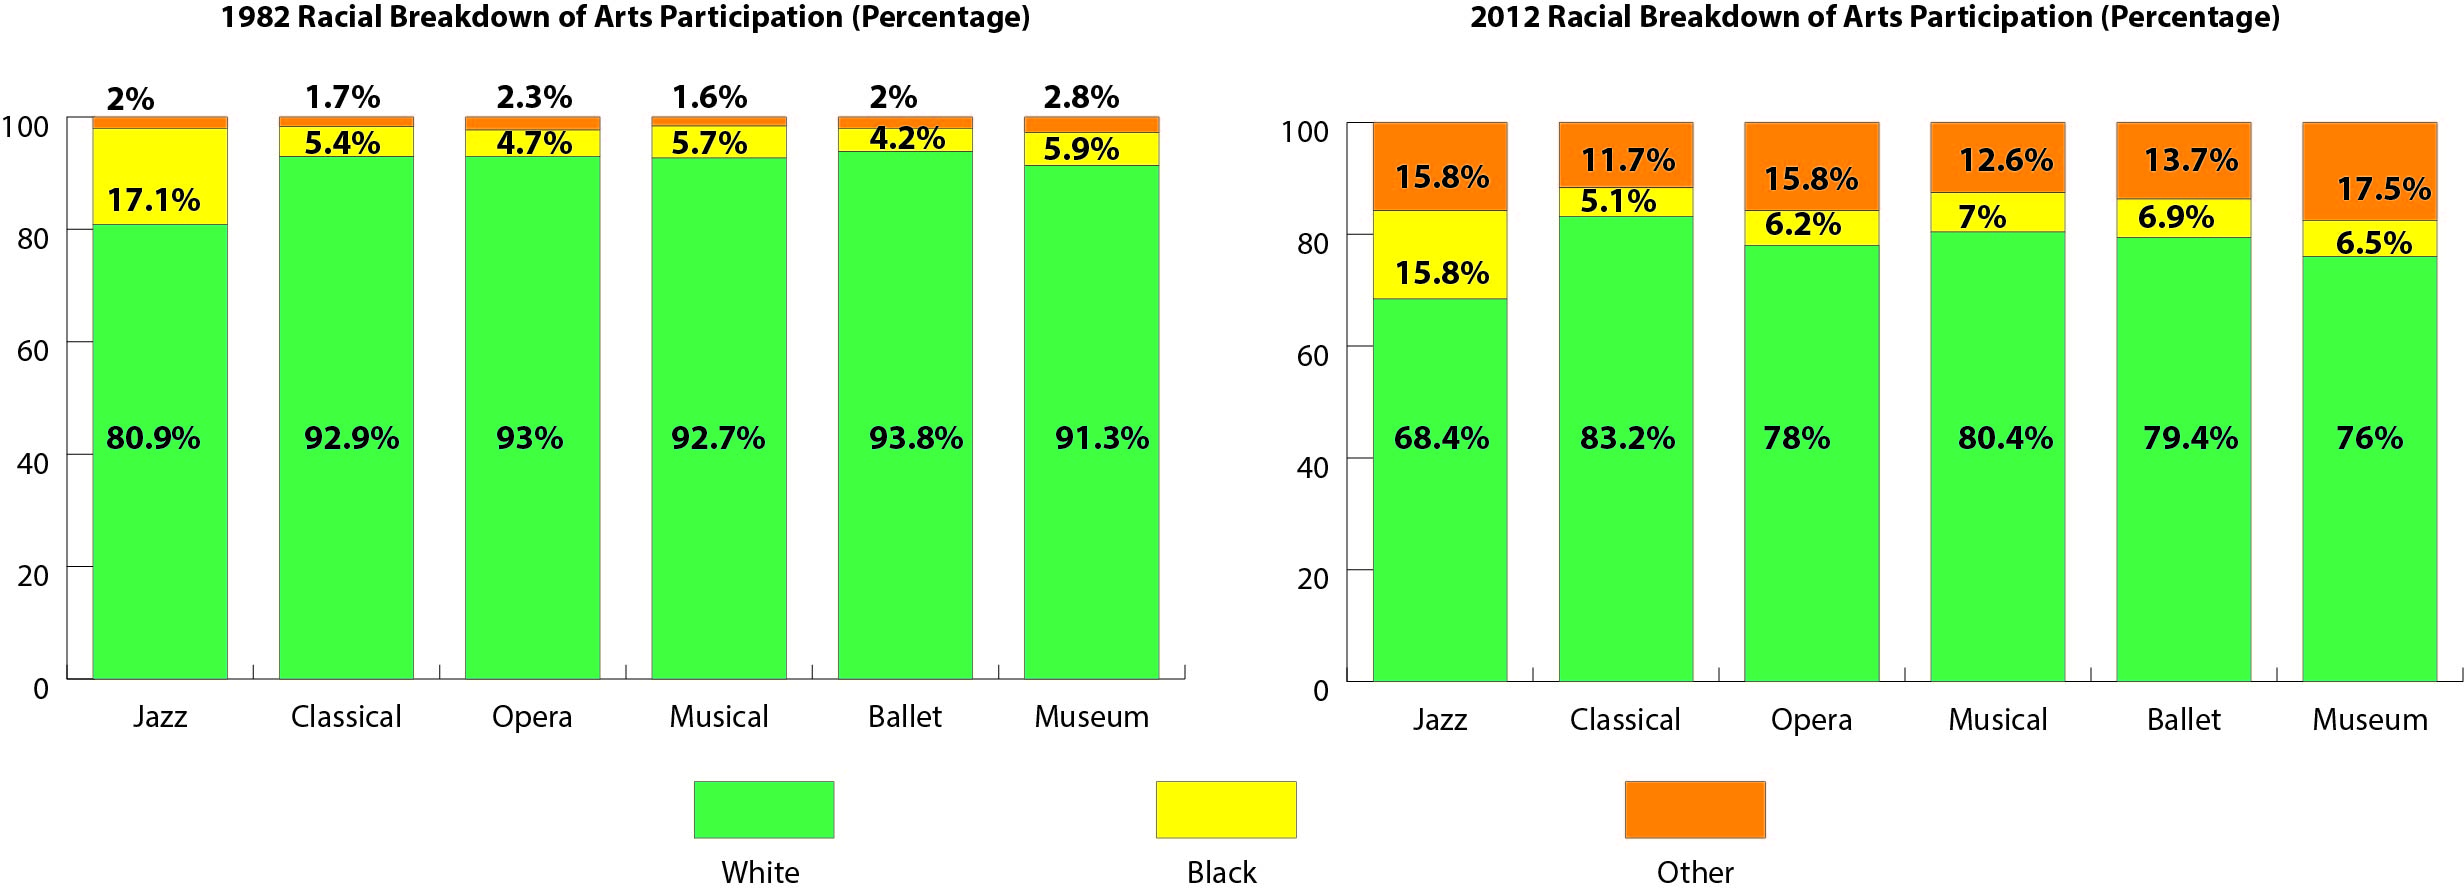 1982 Racial Breakdown of Arts Participation (Percentage)
2% 1.7% 2.3% 1.6% 2% 2.8%
17.1% 5.4% 4.7% 5.7% 4.2% 5.9%
80.9% 92.9% 93% 92.7% 93.8% 91.3%
100
80
60
40
20
0
Jazz Classical Opera Musical Ballet Museum
2012 Racial Breakdown of Arts Participation (Percentage)
15.8% 11.7% 15.8% 12.6% 13.7% 17.5%
15.8% 5.1% 6.2% 7% 6.9% 6.5%
68.4% 83.2% 78% 80.4% 79.4% 76%
100
80
60
40
20
0
Jazz Classical Opera Musical Ballet Museum
White Black Other